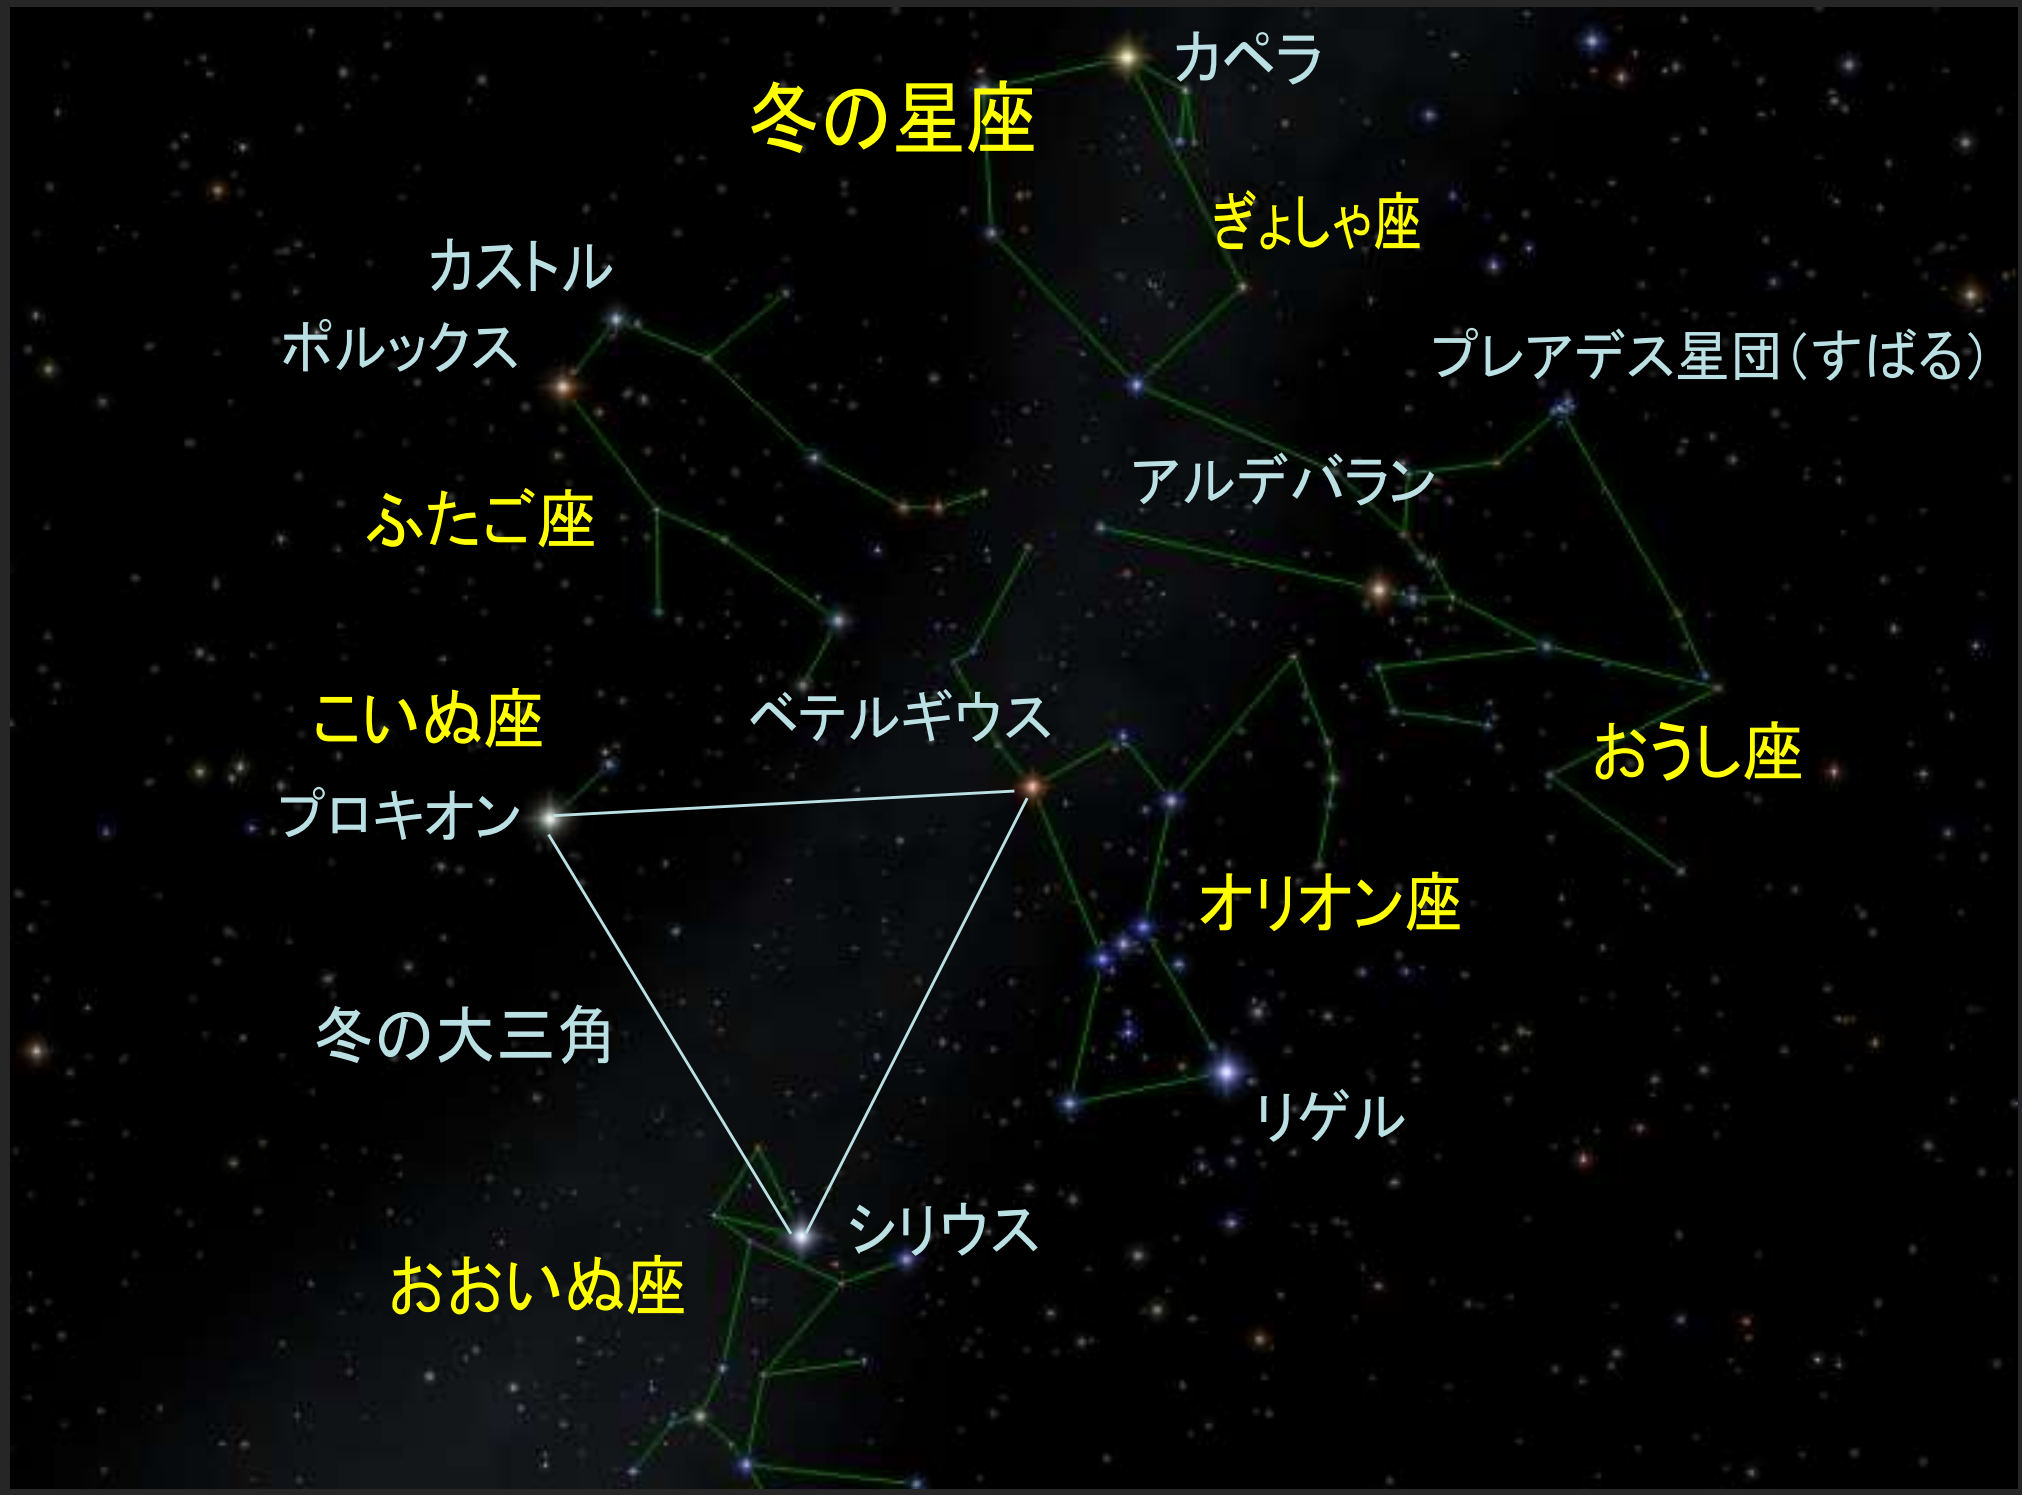 カペラ
冬の星座
ぎょしゃ座
カストル
ポルックス
プレアデス星団（すばる）
アルデバラン
ふたご座
こいぬ座
ベテルギウス
おうし座
プロキオン
オリオン座
冬の大三角
リゲル
シリウス
おおいぬ座